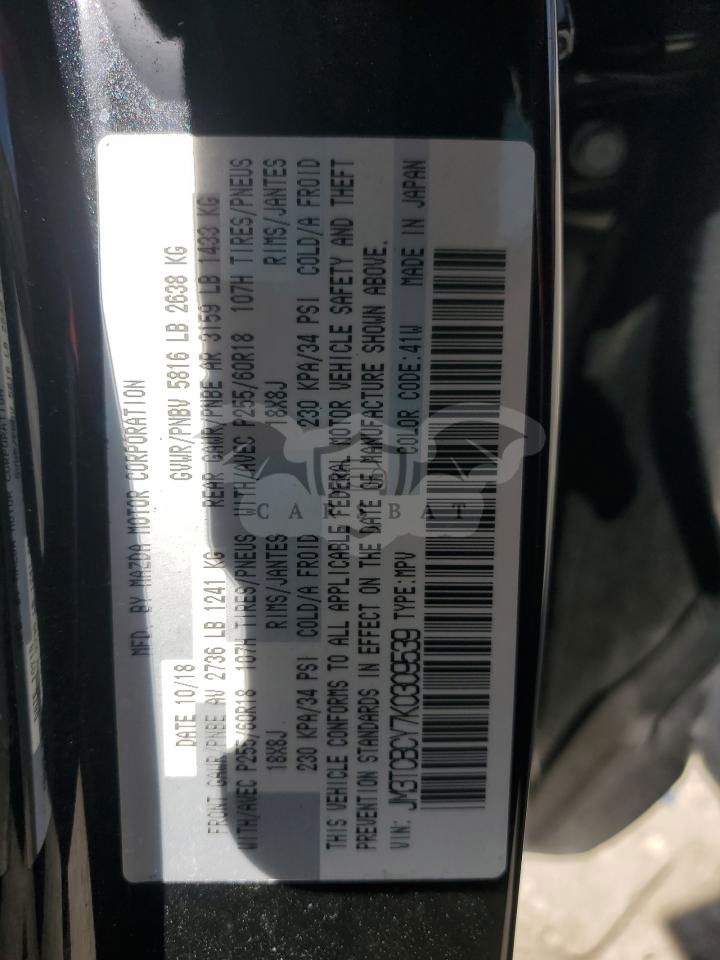 MFD. BY MAZDA MOTOR CORPORATION
DATE 10/18 GVWR/PNBV 5816 LB 2638 KG
FRONT GAWR/PNBE AV 2736 LB 1241 KG REAR GAWR/PNBE AR 3159 LB 1433 KG
WITH/AVEC P255/60R18 107H TIRES/PNEUS WITH/AVEC P255/60R18 107H TIRES/PNEUS
18X8J RIMS/JANTES 18X8J RIMS/JANTES
230 KPA/34 PSI COLD/A FROID 230 KPA/34 PSI COLD/A FROID
THIS VEHICLE CONFORMS TO ALL APPLICABLE FEDERAL MOTOR VEHICLE SAFETY AND THEFT
PREVENTION STANDARDS IN EFFECT ON THE DATE OF MANUFACTURE SHOWN ABOVE.
VIN: JM3TCBCY7K0309539 TYPE:MPV COLOR CODE:41W MADE IN JAPAN
CARSBAT